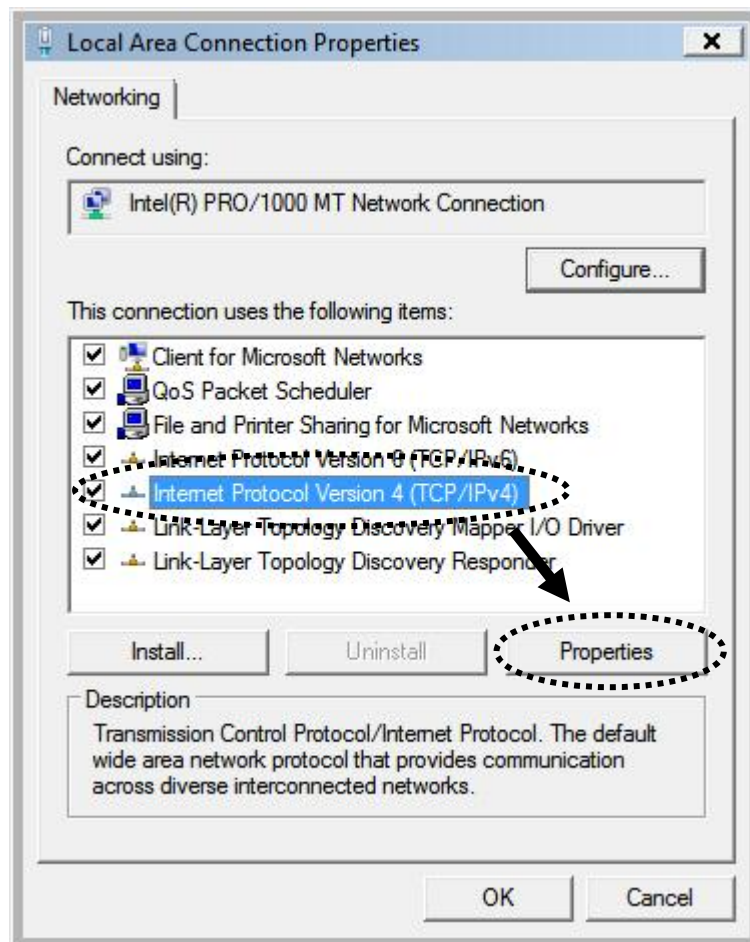 Local Area Connection Properties
Networking
Connect using:
Intel(R) PRO/1000 MT Network Connection
Configure...
This connection uses the following items:
Client for Microsoft Networks
QoS Packet Scheduler
File and Printer Sharing for Microsoft Networks
Internet Protocol Version 6 (TCP/IPv6)
Internet Protocol Version 4 (TCP/IPv4)
Link-Layer Topology Discovery Mapper I/O Driver
Link-Layer Topology Discovery Responder
Install... Uninstall Properties
Description
Transmission Control Protocol/Internet Protocol. The default
wide area network protocol that provides communication
across diverse interconnected networks.
OK Cancel